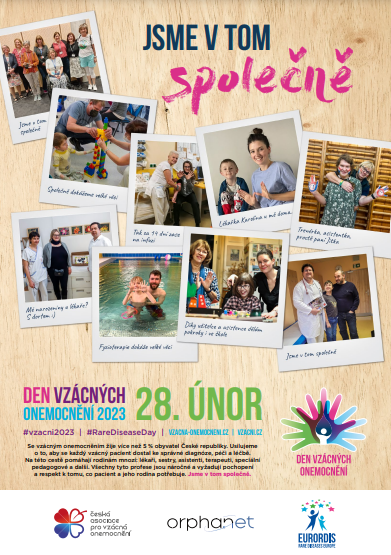 JSME V TOM
společně
Jsme v tom
společně
Společně dokážeme velké věci
Tak za 14 dní zase
na infúzi
Lékařka Karolína u mě doma.
Trenérka, asistentka,
prostě paní Jitka
Mé narozeniny u lékaře?
S dortem :)
Fyzioterapie dokáže velké věci
Díky učitelce a asistence dělám
pokroky i ve škole
Jsme v tom společně
DEN VZÁCNÝCH
ONEMOCNĚNÍ 2023
28. ÚNOR
#vzacni2023 | #RareDiseaseDay | VZACNA-ONEMOCNENI.CZ | VZACNI.CZ
Se vzácným onemocněním žije více než 5 % obyvatel České republiky. Usilujeme
o to, aby se každý vzácný pacient dostal ke správné diagnóze, péči a léčbě.
Na této cestě pomáhají rodinám mnozí: lékaři, sestry, asistenti, terapeuti, speciální
pedagogové a další. Všechny tyto profese jsou náročné a vyžadují pochopení
a respekt k tomu, co pacient a jeho rodina potřebuje. Jsme v tom společně.
DEN VZÁCNÝCH
ONEMOCNĚNÍ
česká
asociace
pro vzácná
onemocnění
orphanet
EURORDIS
RARE DISEASES EUROPE